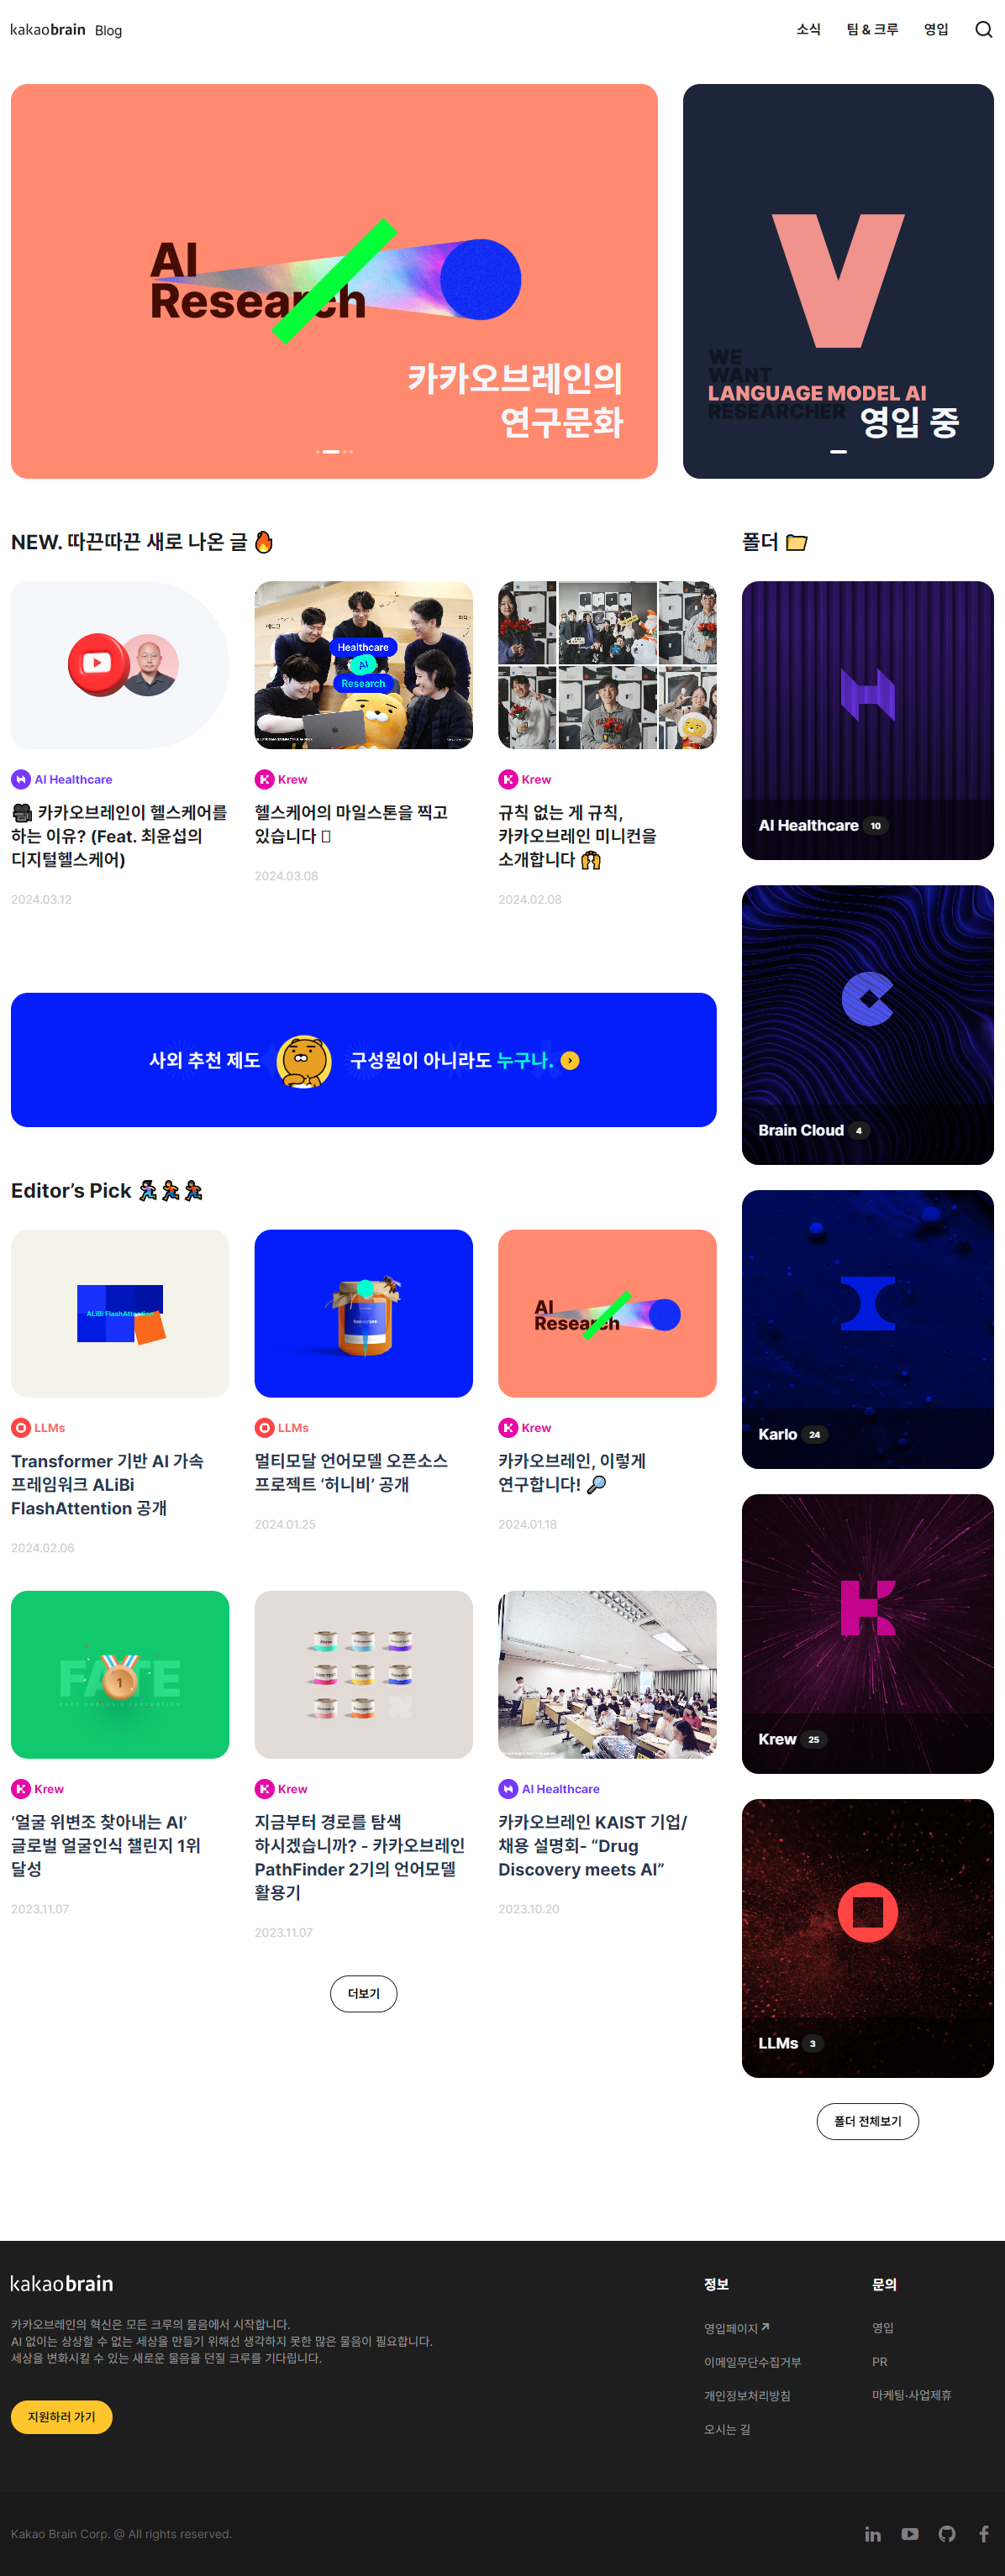 kakaobrain Blog
소식
팀 & 크루
영입
AI
Research
카카오브레인의
연구문화
WE
WANT
LANGUAGE MODEL AI
RESEARCHER
영입 중
NEW. 따끈따끈 새로 나온 글 🔥
Healthcare
AI
Research
AI Healthcare
🎥 카카오브레인이 헬스케어를
하는 이유? (Feat. 최윤섭의
디지털헬스케어)
2024.03.12
Krew
헬스케어의 마일스톤을 찍고
있습니다
2024.03.08
Krew
규칙 없는 게 규칙,
카카오브레인 미니컨을
소개합니다 🙌
2024.02.08
사외 추천 제도
구성원이 아니라도 누구나.
Editor’s Pick
ALiBi FlashAttention
LLMs
Transformer 기반 AI 가속
프레임워크 ALiBi
FlashAttention 공개
2024.02.06
LLMs
멀티모달 언어모델 오픈소스
프로젝트 ‘허니비’ 공개
2024.01.25
AI
Research
Krew
카카오브레인, 이렇게
연구합니다! 🔎
2024.01.18
FATE
1
Krew
‘얼굴 위변조 찾아내는 AI’
글로벌 얼굴인식 챌린지 1위
달성
2023.11.07
Krew
지금부터 경로를 탐색
하시겠습니까? - 카카오브레인
PathFinder 2기의 언어모델
활용기
2023.11.07
AI Healthcare
카카오브레인 KAIST 기업/
채용 설명회- “Drug
Discovery meets AI”
2023.10.20
더보기
폴더 📁
AI Healthcare 10
Brain Cloud 4
Karlo 24
Krew 25
LLMs 3
폴더 전체보기
kakaobrain
카카오브레인의 혁신은 모든 크루의 물음에서 시작합니다.
AI 없이는 상상할 수 없는 세상을 만들기 위해선 생각하지 못한 많은 물음이 필요합니다.
세상을 변화시킬 수 있는 새로운 물음을 던질 크루를 기다립니다.
지원하러 가기
정보
영입페이지
이메일무단수집거부
개인정보처리방침
오시는 길
문의
영입
PR
마케팅·사업제휴
Kakao Brain Corp. @ All rights reserved.